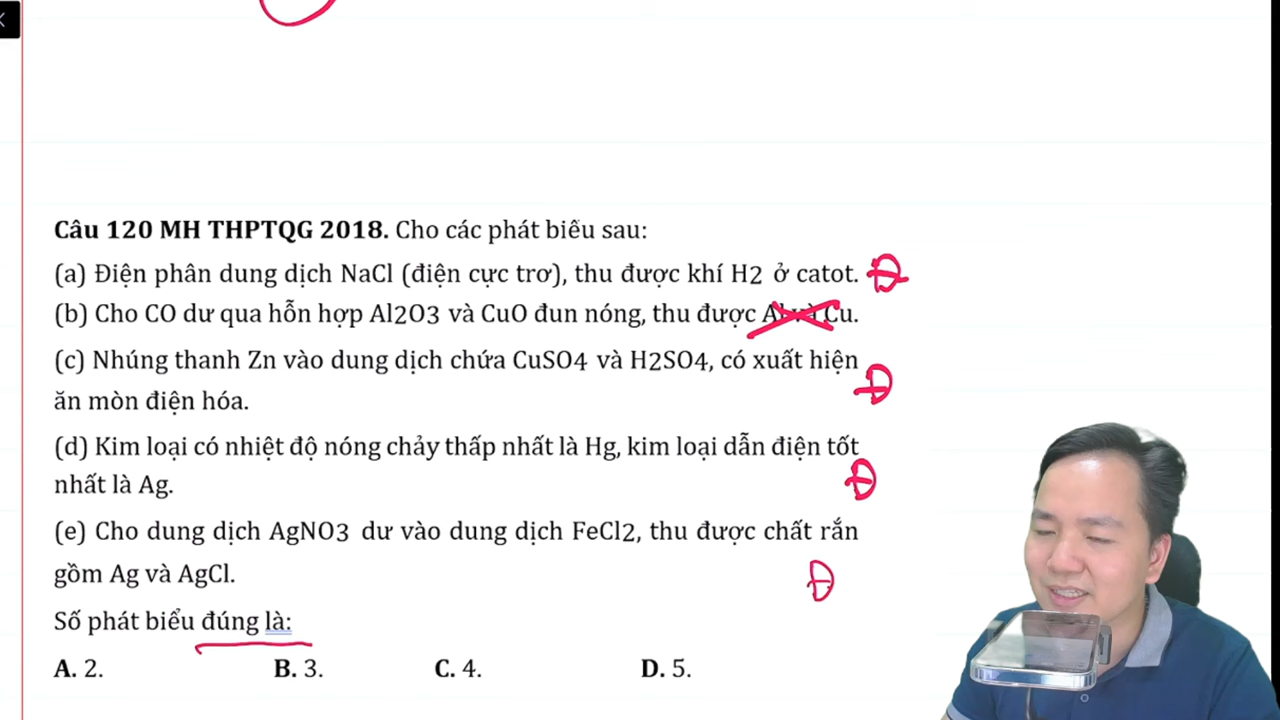 Câu 120 MH THPTQG 2018. Cho các phát biểu sau:
(a) Điện phân dung dịch NaCl (điện cực trơ), thu được khí H2 ở catot. Đ
(b) Cho CO dư qua hỗn hợp Al2O3 và CuO đun nóng, thu được Al và Cu.
(c) Nhúng thanh Zn vào dung dịch chứa CuSO4 và H2SO4, có xuất hiện
ăn mòn điện hóa. Đ
(d) Kim loại có nhiệt độ nóng chảy thấp nhất là Hg, kim loại dẫn điện tốt
nhất là Ag. Đ
(e) Cho dung dịch AgNO3 dư vào dung dịch FeCl2, thu được chất rắn
gồm Ag và AgCl. Đ
Số phát biểu đúng là:
A. 2. B. 3. C. 4. D. 5.